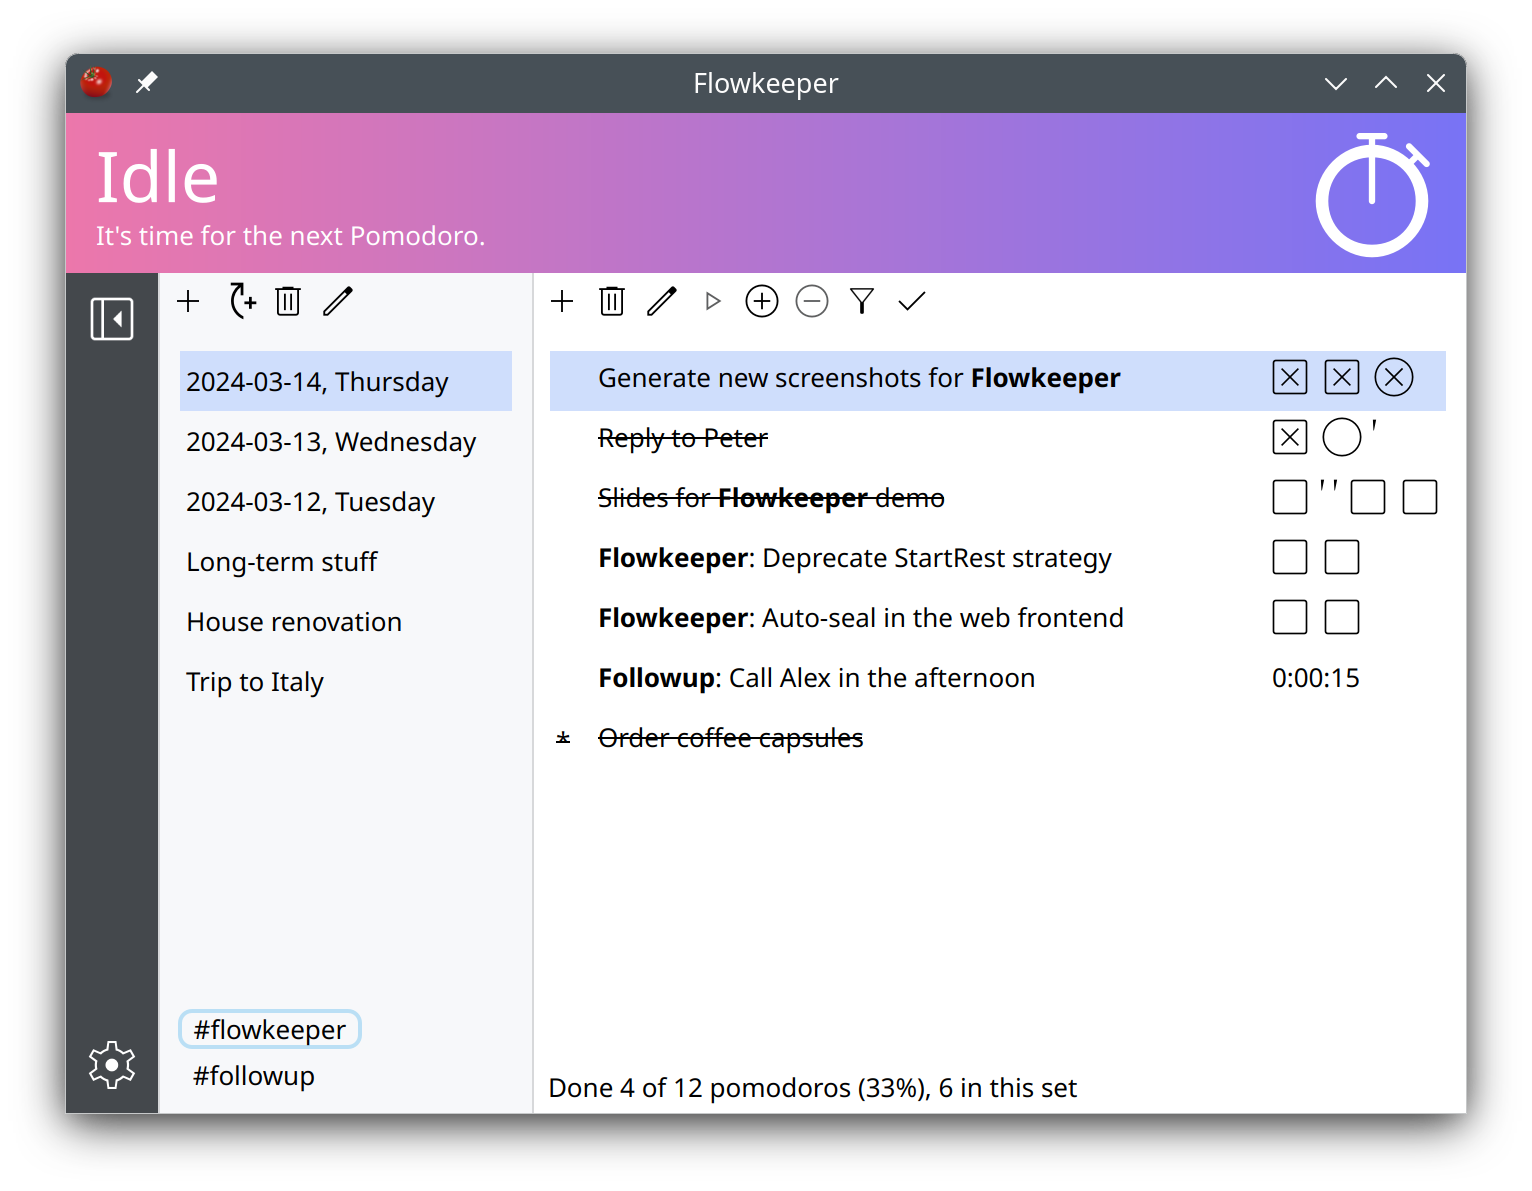 Flowkeeper
Idle
It's time for the next Pomodoro.
2024-03-14, Thursday
2024-03-13, Wednesday
2024-03-12, Tuesday
Long-term stuff
House renovation
Trip to Italy
#flowkeeper
#followup
Generate new screenshots for Flowkeeper
Reply to Peter '
Slides for Flowkeeper demo ' '
Flowkeeper: Deprecate StartRest strategy
Flowkeeper: Auto-seal in the web frontend
Followup: Call Alex in the afternoon 0:00:15
* Order coffee capsules
Done 4 of 12 pomodoros (33%), 6 in this set